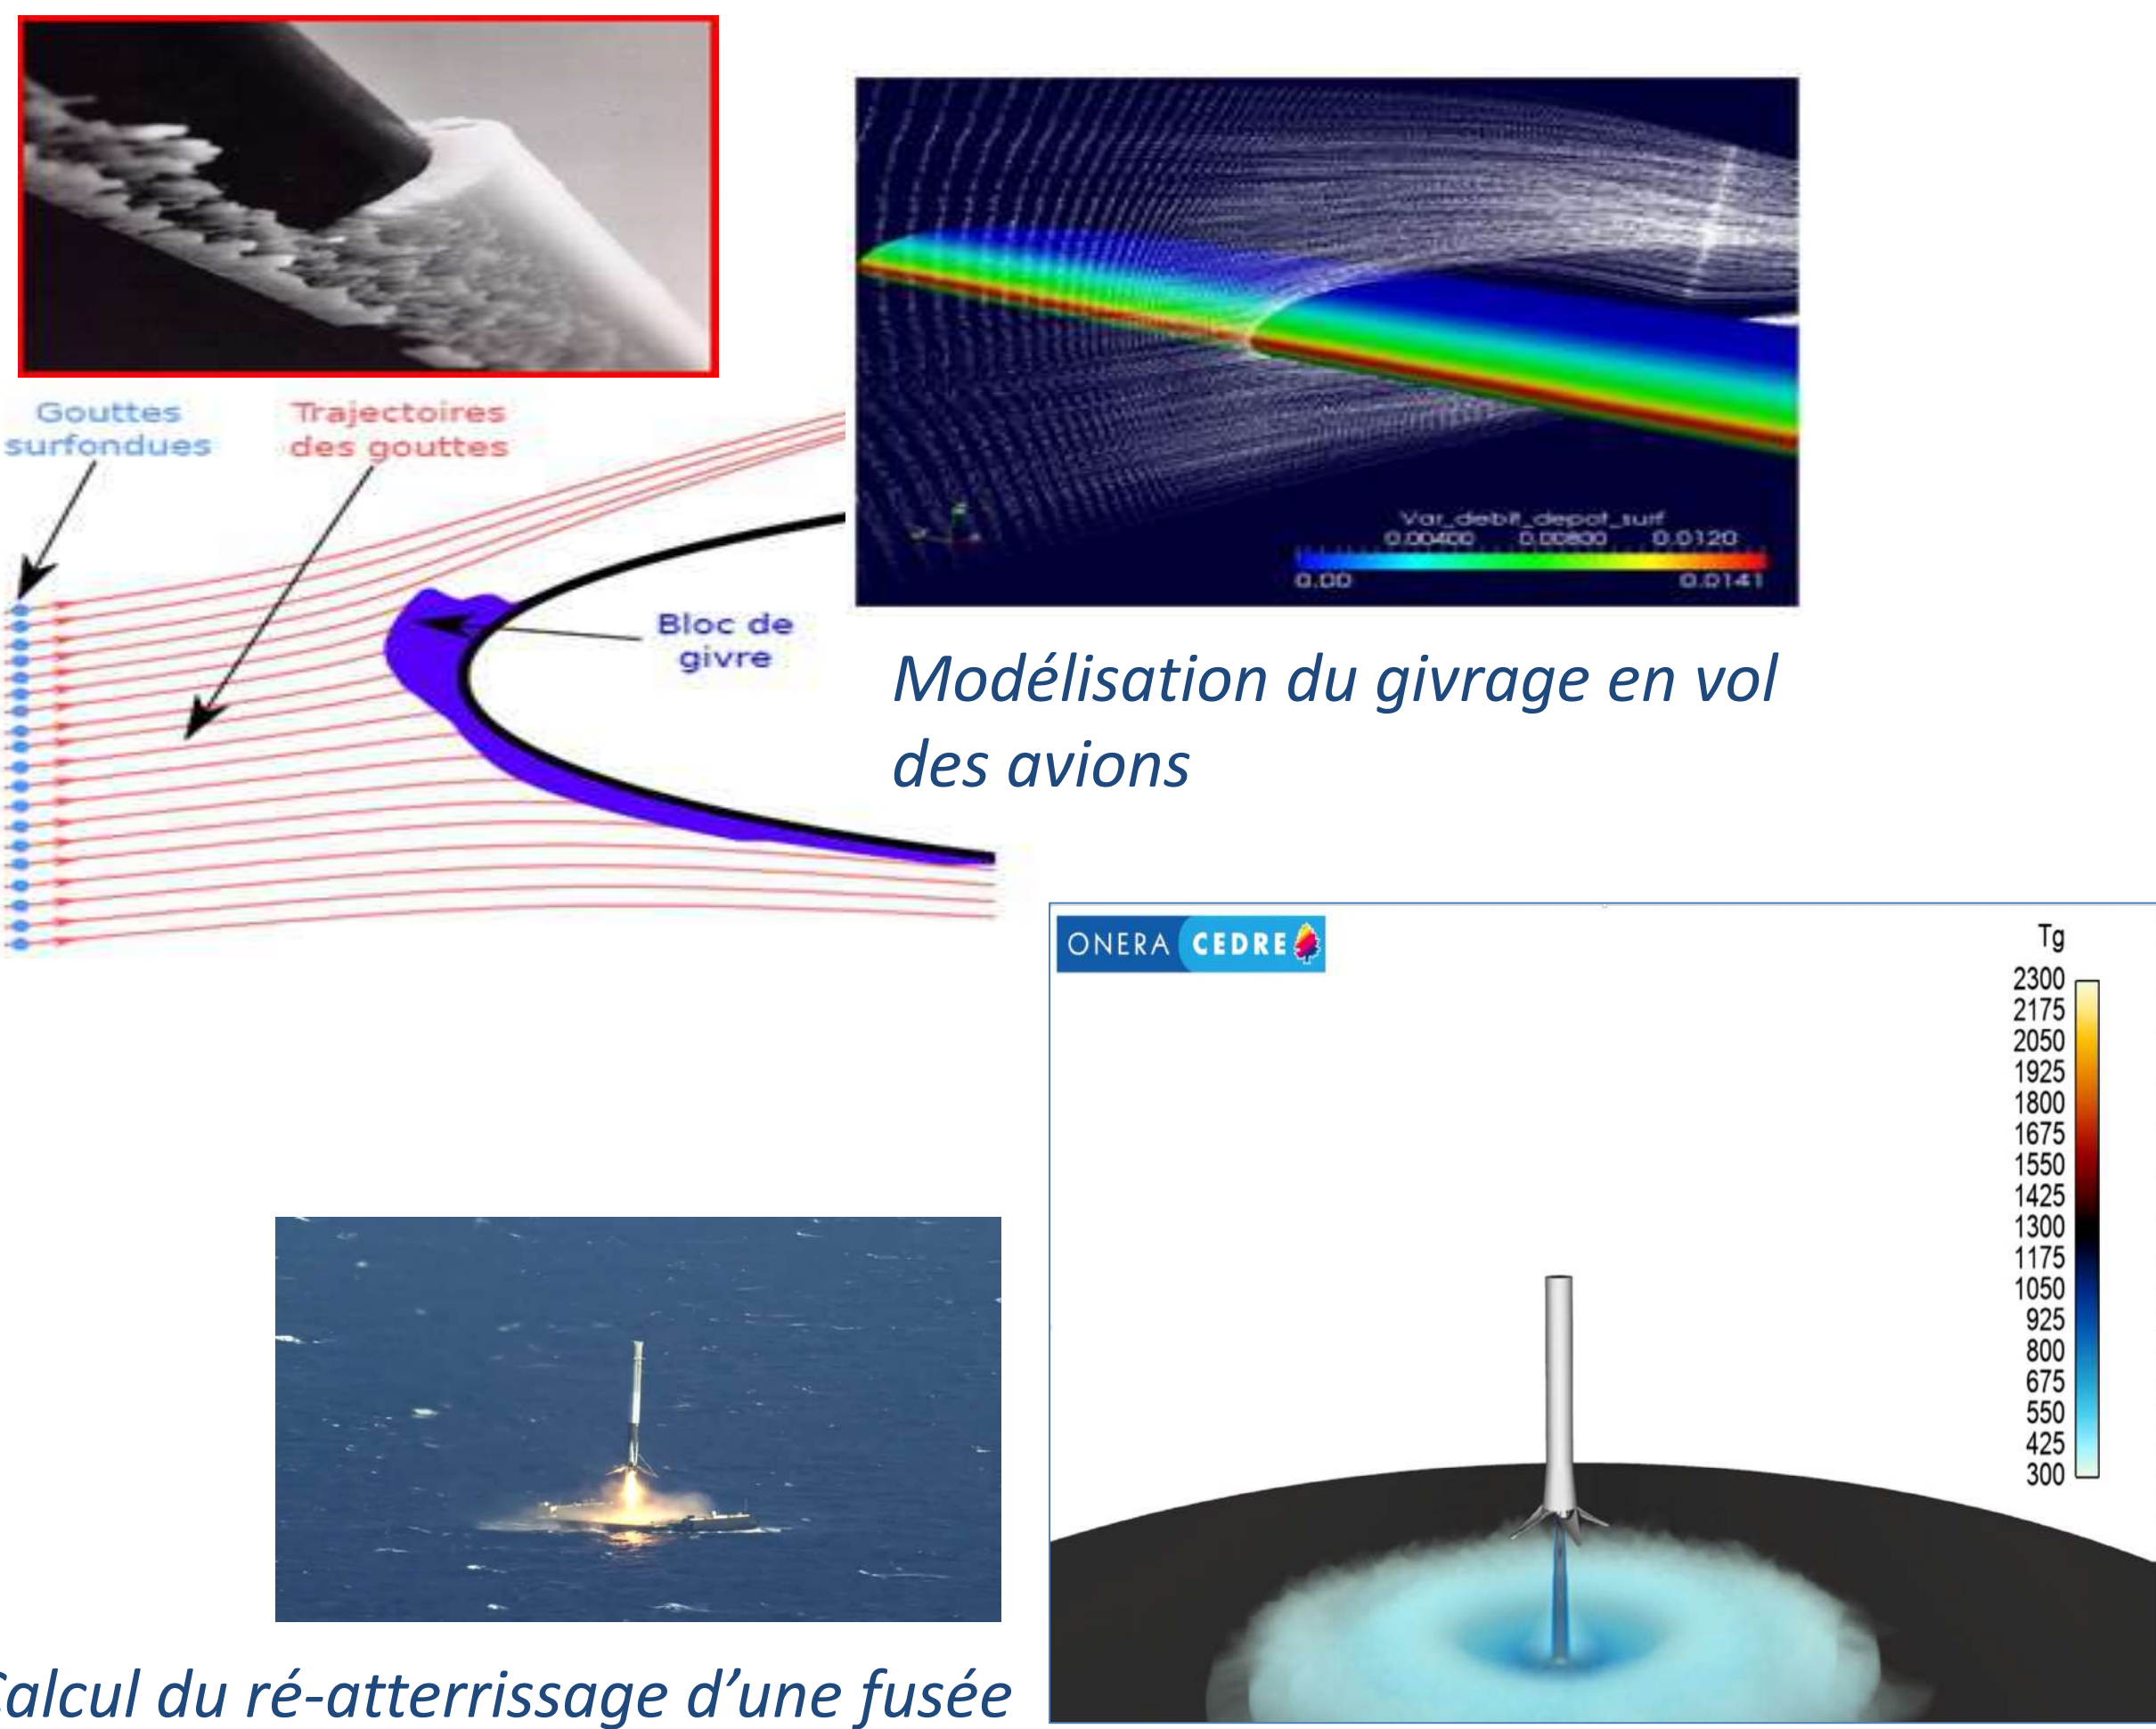 Gouttes
surfondues
Trajectoires
des gouttes
Bloc de
givre
Var_debit_depot_surf
0.00400 0.00800 0.0120
0.00 0.0141
Modélisation du givrage en vol
des avions
ONERA CEDRE
Tg
2300
2175
2050
1925
1800
1675
1550
1425
1300
1175
1050
925
800
675
550
425
300
alcul du ré-atterrissage d’une fusée